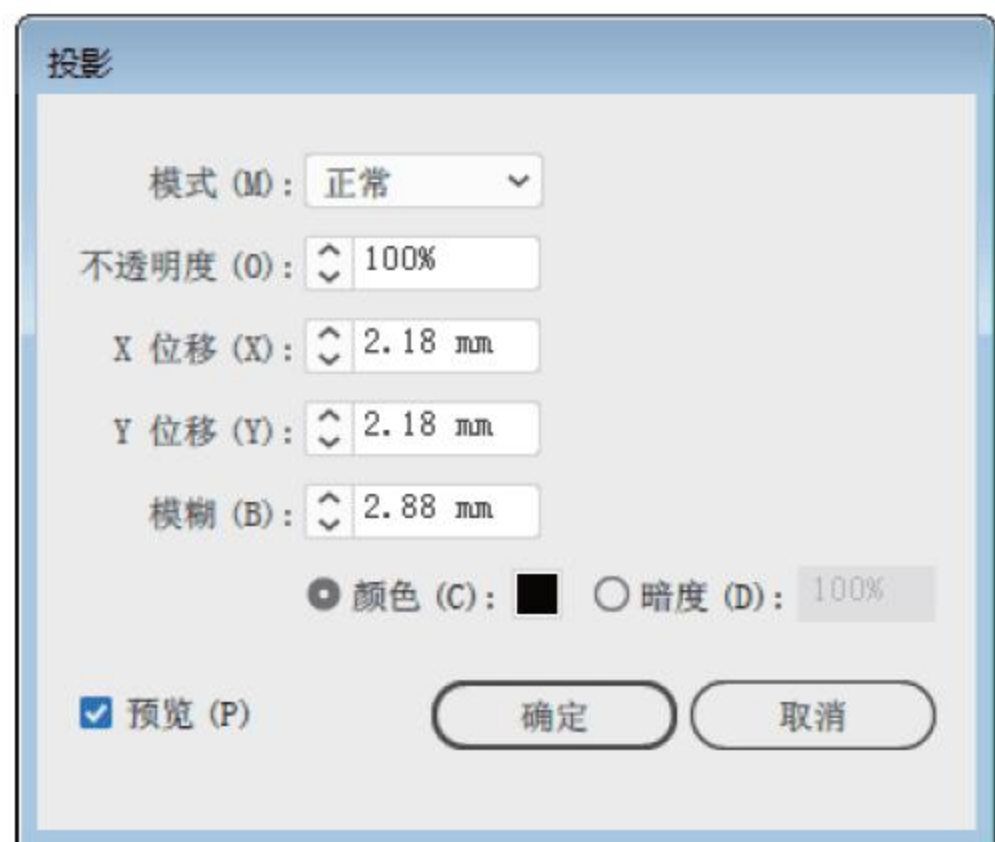 投影
模式 (M): 正常
不透明度 (O): 100%
X 位移 (X): 2.18 mm
Y 位移 (Y): 2.18 mm
模糊 (B): 2.88 mm
颜色 (C): 暗度 (D): 100%
预览 (P) 确定 取消